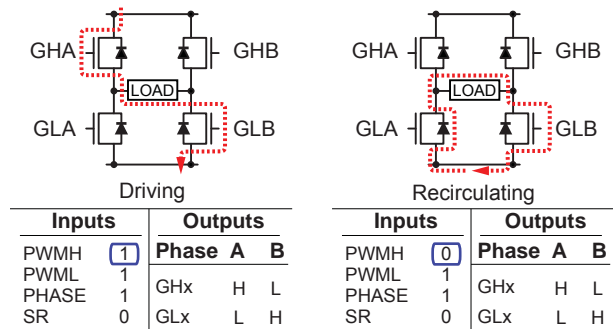 GHA GHB GHA GHB
LOAD LOAD
GLA GLB GLA GLB
Driving Recirculating
Inputs Outputs Inputs Outputs
PWMH 1 Phase A B PWMH 0 Phase A B
PWML 1 PWML 1
GHx H L GHx H L
PHASE 1 PHASE 1
SR 0 GLx L H SR 0 GLx L H